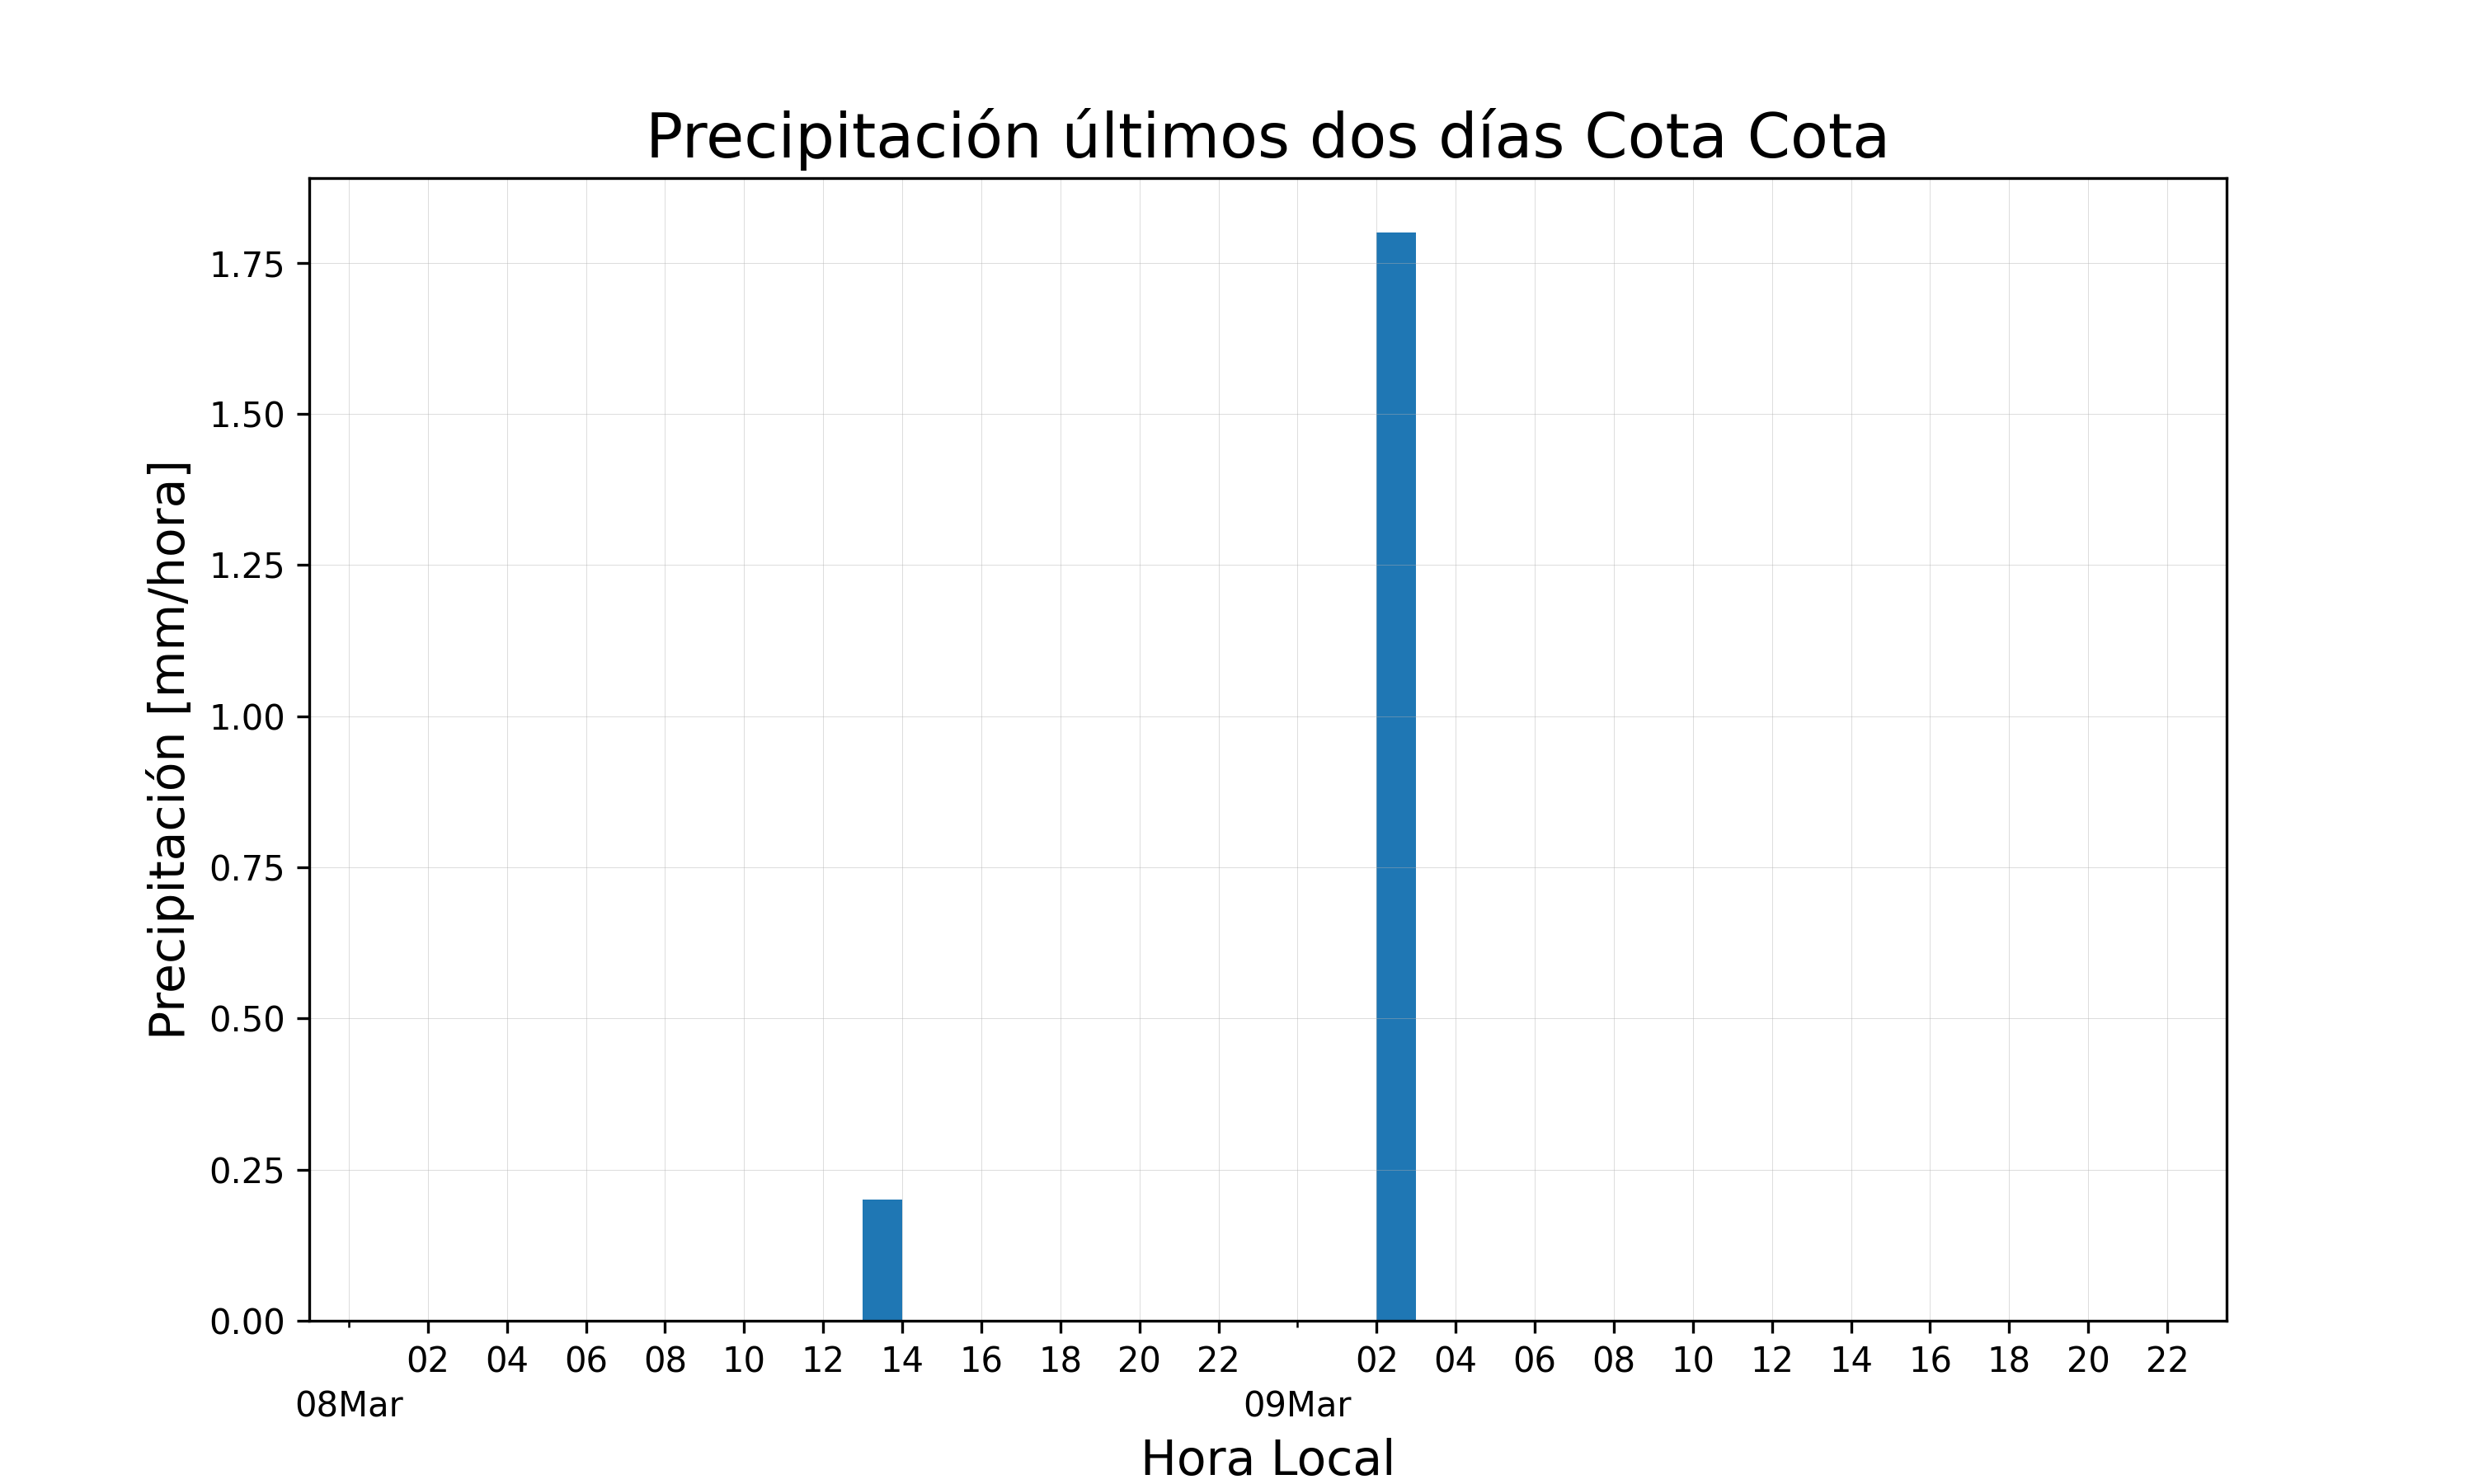 Precipitación últimos dos días Cota Cota
Precipitación [mm/hora]
1.75
1.50
1.25
1.00
0.75
0.50
0.25
0.00
02 04 06 08 10 12 14 16 18 20 22 02 04 06 08 10 12 14 16 18 20 22
08Mar 09Mar
Hora Local